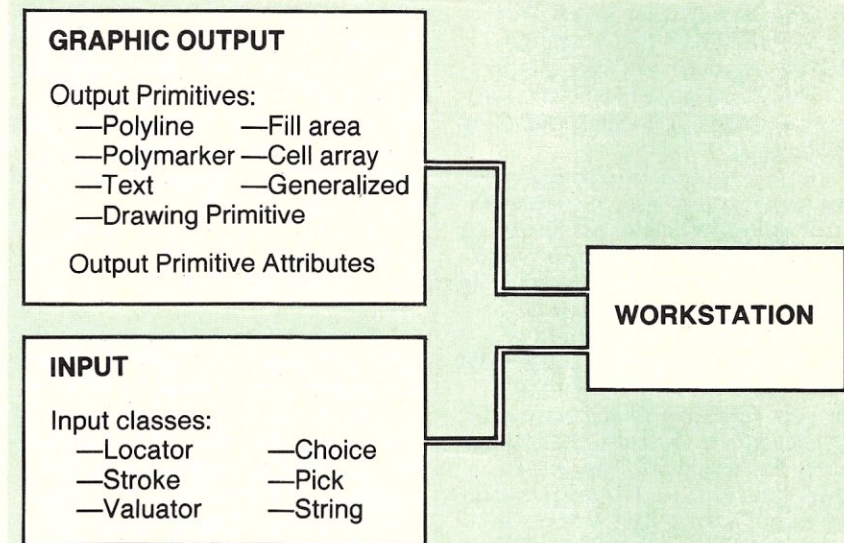 GRAPHIC OUTPUT
Output Primitives:
—Polyline —Fill area
—Polymarker —Cell array
—Text —Generalized
—Drawing Primitive
Output Primitive Attributes
WORKSTATION
INPUT
Input classes:
—Locator —Choice
—Stroke —Pick
—Valuator —String